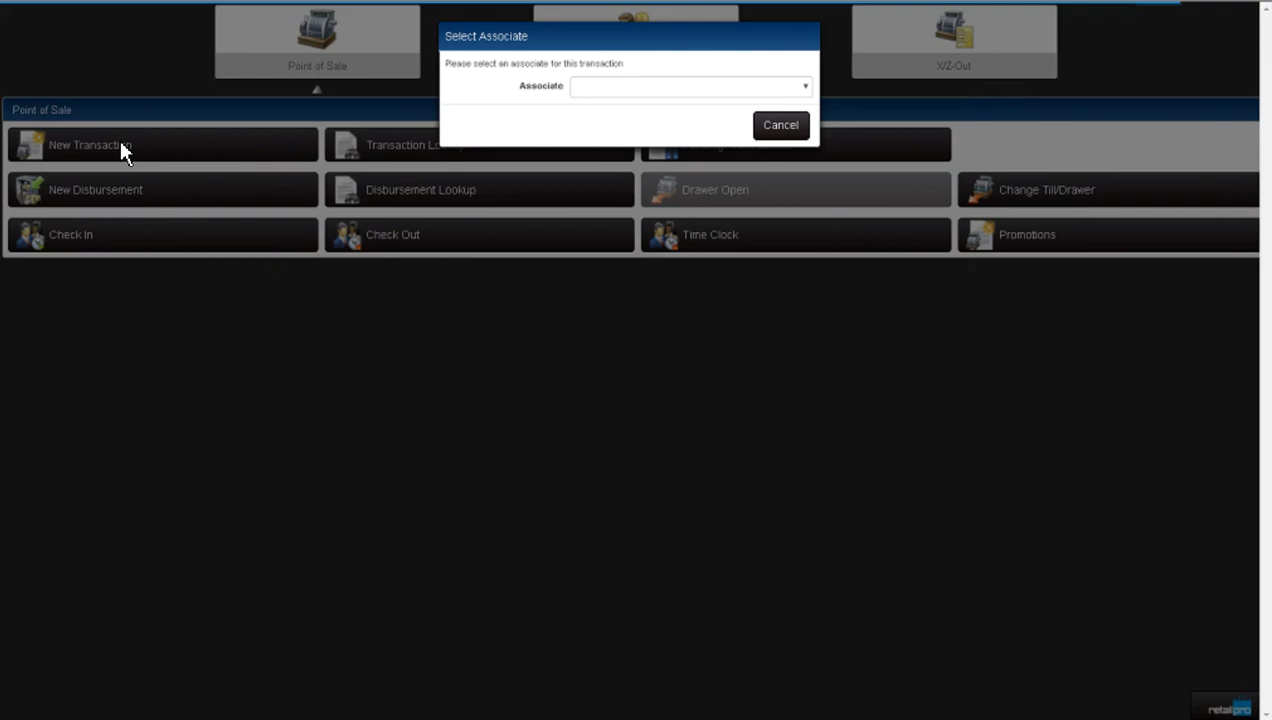 Point of Sale
X/Z-Out
Select Associate
Please select an associate for this transaction
Associate
Cancel
Point of Sale
New Transaction
Transaction
New Disbursement
Disbursement Lookup
Drawer Open
Change Till/Drawer
Check In
Check Out
Time Clock
Promotions
retailpro